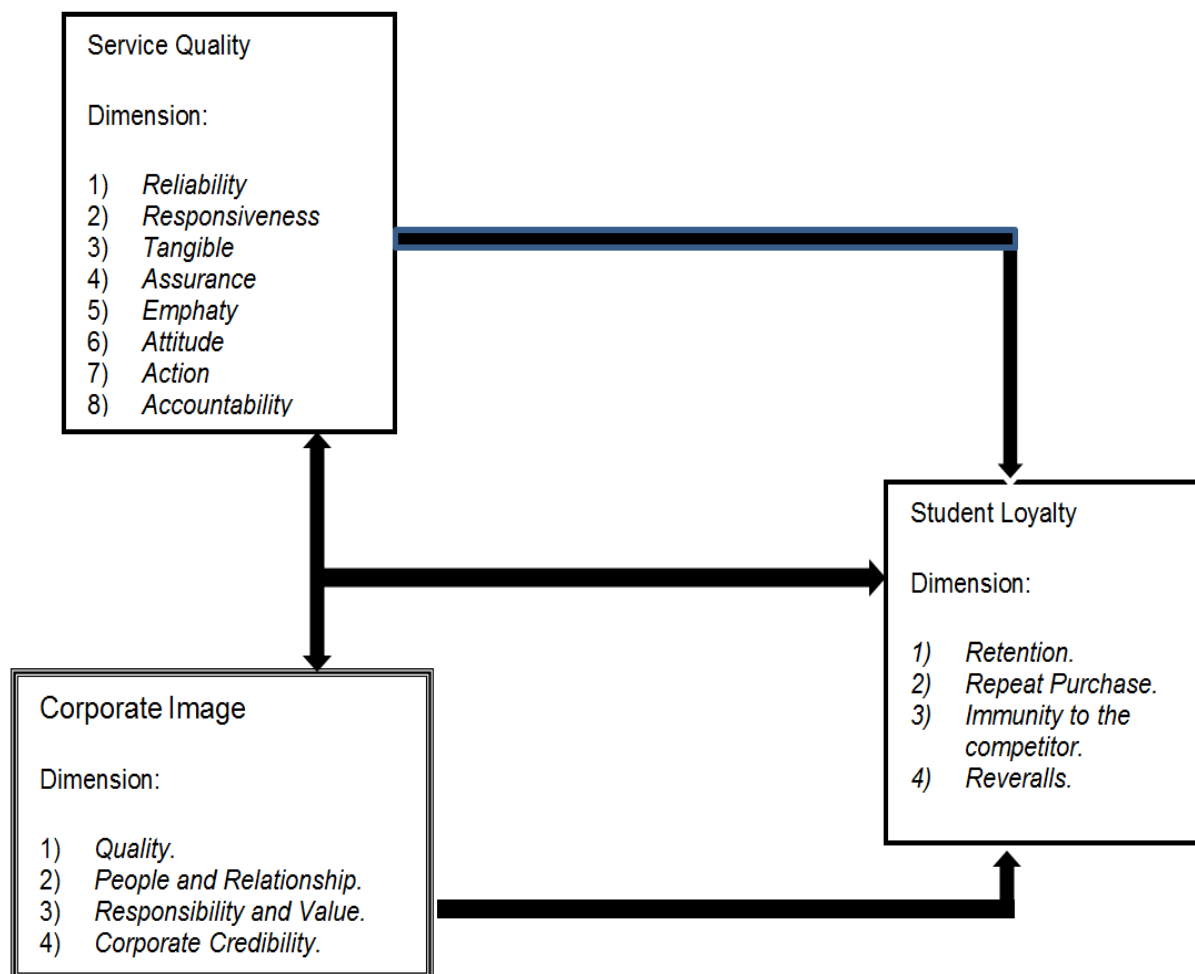 Service Quality
Dimension:
1) Reliability
2) Responsiveness
3) Tangible
4) Assurance
5) Emphaty
6) Attitude
7) Action
8) Accountability
Student Loyalty
Dimension:
1) Retention.
2) Repeat Purchase.
3) Immunity to the
competitor.
4) Reveralls.
Corporate Image
Dimension:
1) Quality.
2) People and Relationship.
3) Responsibility and Value.
4) Corporate Credibility.